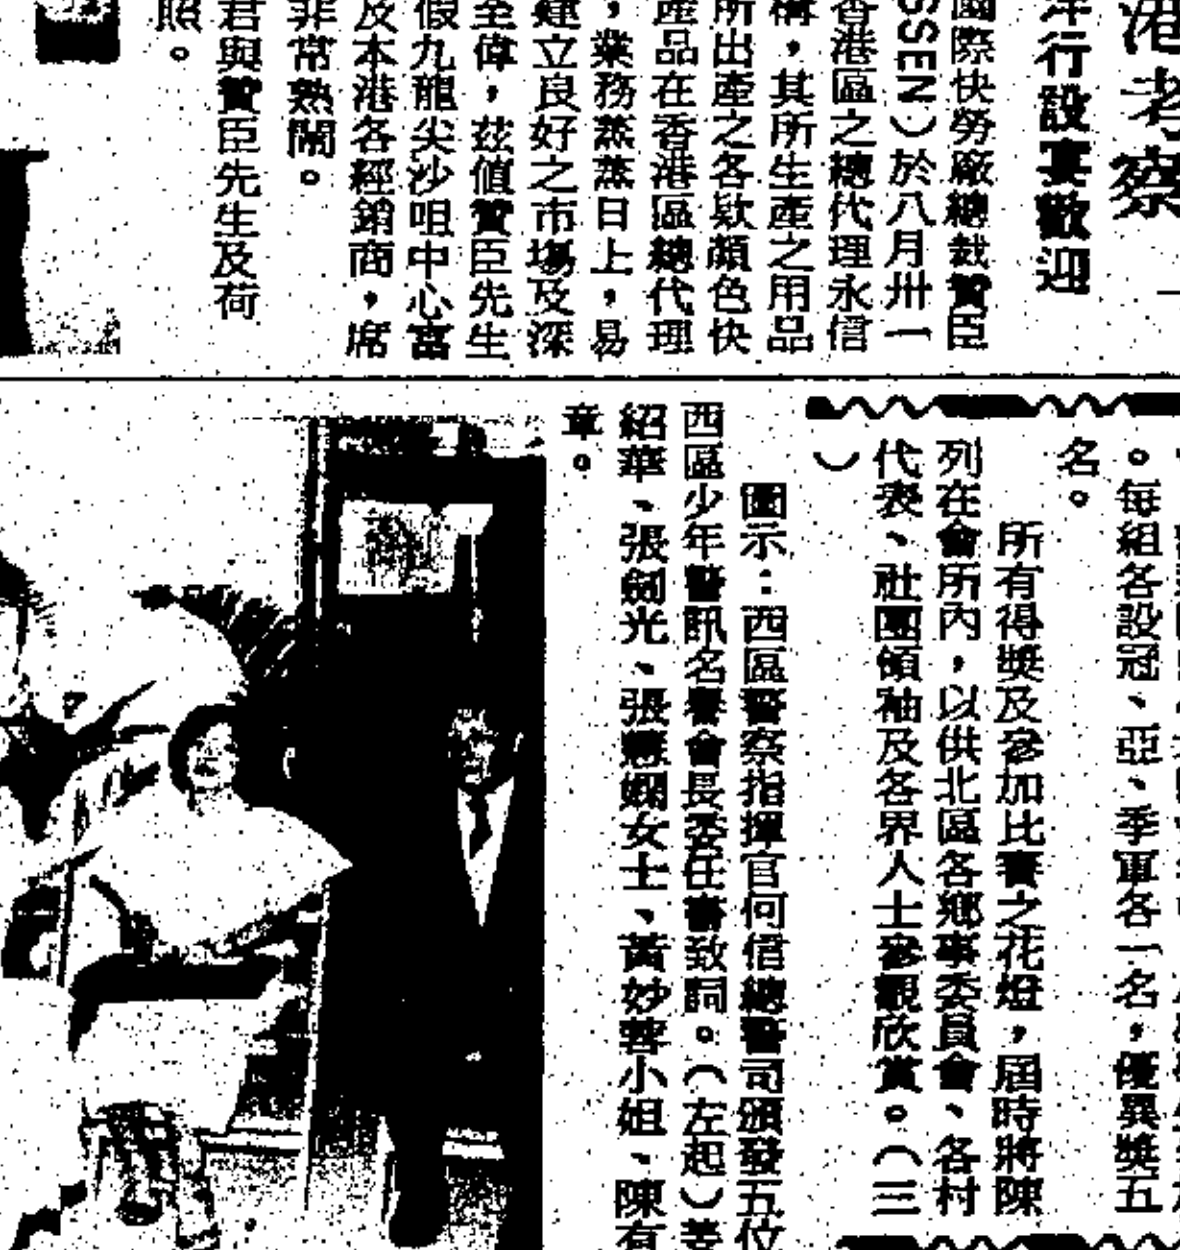 港考察
洋行設宴歡迎
國際快勞廠總裁贊臣
SSEN）於八月卅一
香港區之總代理永信
構，其所生產之用品
所出產之各欵顏色快
產品在香港區總代理
，業務蒸蒸日上，易
建立良好之市場及深
至偉，茲值贊臣先生
假九龍尖沙咀中心富
及本港各經銷商，席
非常熱鬧。
君與贊臣先生及荷
照。
。每組各設冠、亞、季軍各一名，優異獎五
名。
所有得獎及參加比賽之花燈，屆時將陳
列在會所內，以供北區各鄉事委員會、各村
代表、社團領袖及各界人士參觀欣賞。（三
）
圖示：西區警察指揮官何信總警司頒發五位
西區少年警訊名譽會長委任書致詞。（左起）姜
紹華、張劍光、張慧嫻女士、黃妙蓉小姐、陳有
章。